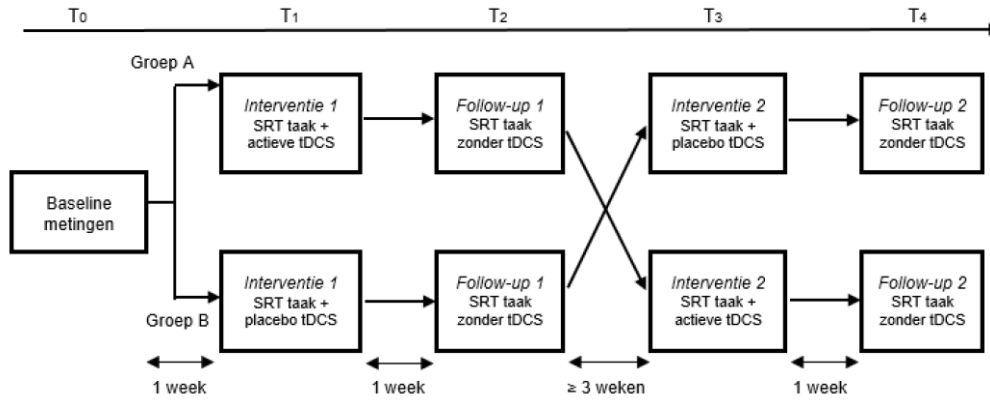 T0 T1 T2 T3 T4
Groep A
Interventie 1
SRT taak +
actieve tDCS
Follow-up 1
SRT taak
zonder tDCS
Interventie 2
SRT taak +
placebo tDCS
Follow-up 2
SRT taak
zonder tDCS
Baseline
metingen
Interventie 1
SRT taak +
placebo tDCS
Follow-up 1
SRT taak
zonder tDCS
Interventie 2
SRT taak +
actieve tDCS
Follow-up 2
SRT taak
zonder tDCS
Groep B
1 week 1 week ≥ 3 weken 1 week